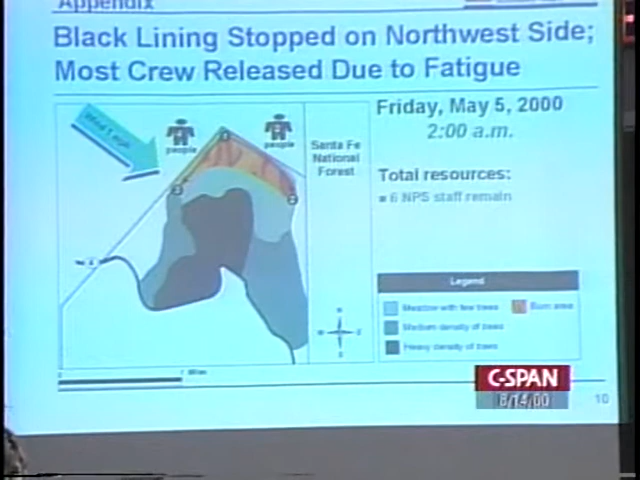 Appendix
Black Lining Stopped on Northwest Side;
Most Crew Released Due to Fatigue
Friday, May 5, 2000
2:00 a.m.
people
people
Santa Fe
National
Forest
Total resources:
6 NPS staff remain
Legend
Meadow with few trees
Burn area
Medium density of trees
Heavy density of trees
1 Miles
C-SPAN
8/14/00
10